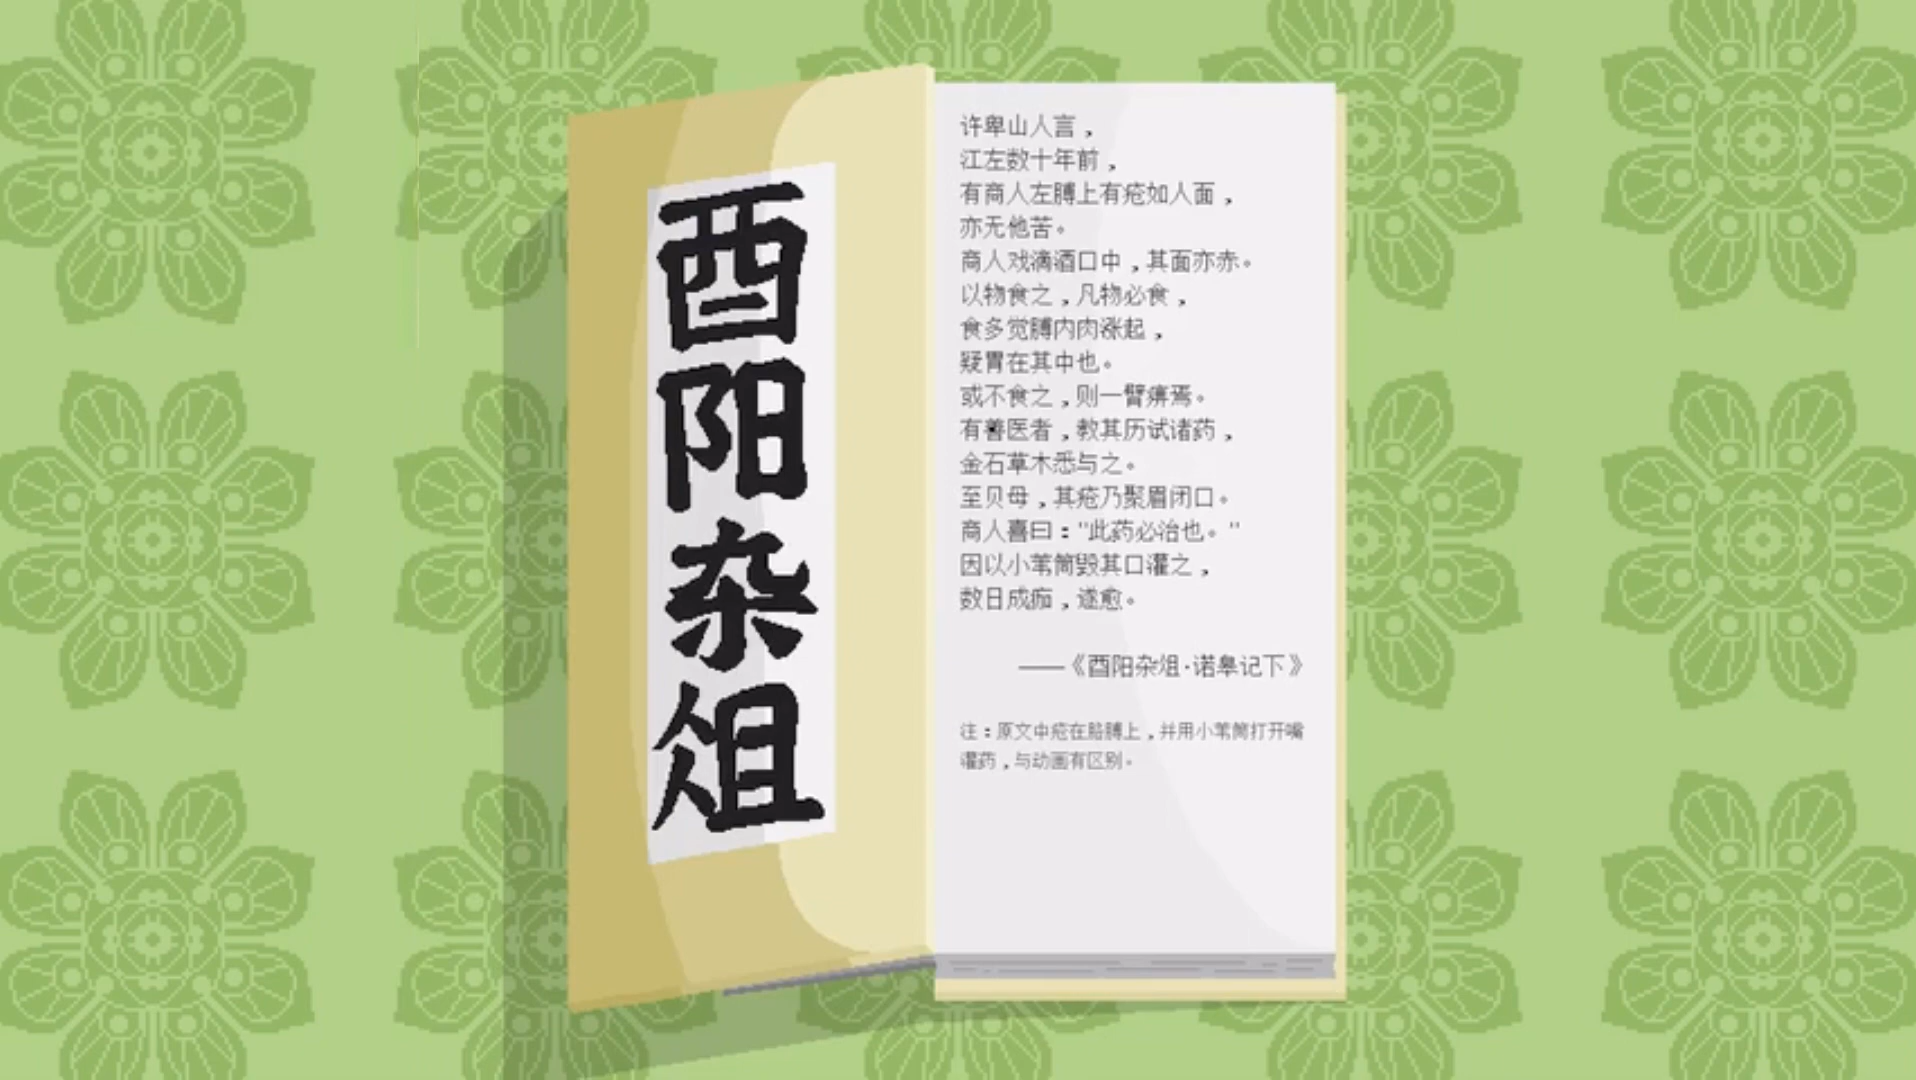 酉阳杂俎
许卑山人言，
江左数十年前，
有商人左膊上有疮如人面，
亦无他苦。
商人戏滴酒口中，其面亦赤。
以物食之，凡物必食，
食多觉膊内肉涨起，
疑胃在其中也。
或不食之，则一臂痹焉。
有善医者，教其历试诸药，
金石草木悉与之。
至贝母，其疮乃聚眉闭口。
商人喜曰："此药必治也。"
因以小苇筒毁其口灌之，
数日成痂，遂愈。
——《酉阳杂俎·诺皋记下》
注：原文中疮在胳膊上，并用小苇筒打开嘴
灌药，与动画有区别。